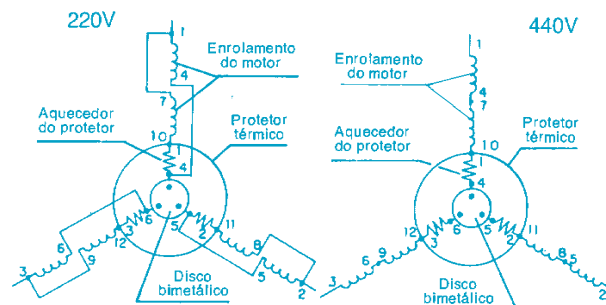 220V
1
Enrolamento
do motor
4
7
Aquecedor
do protetor
10
Protetor
térmico
1
4
6
5
3
12
2
11
6
9
3
8
5
2
Disco
bimetálico
440V
1
Enrolamento
do motor
4
7
Aquecedor
do protetor
10
Protetor
térmico
1
4
6
5
3
12
2
11
9
6
3
8
5
2
Disco
bimetálico